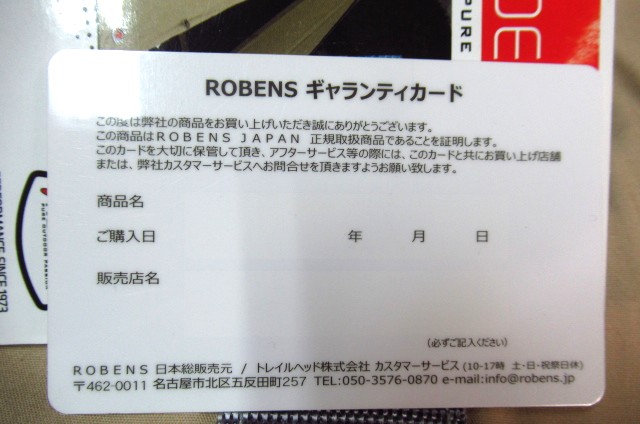 DE
PURE
ROBENS ギャランティカード
この度は弊社の商品をお買い上げいただき誠にありがとうございます。
この商品はROBENS JAPAN 正規取扱商品であることを証明します。
このカードを大切に保管して頂き、アフターサービス等の際には、このカードと共にお買い上げ店舗
または、弊社カスタマーサービスへお問合せを頂きますようお願い致します。
商品名
ご購入日 年 月 日
販売店名
(必ずご記入ください)
ROBENS 日本総販売元 / トレイルヘッド株式会社 カスタマーサービス (10-17時 土・日・祝祭日休)
〒462-0011 名古屋市北区五反田町257 TEL:050-3576-0870 e-mail:info@robens.jp
PURE OUTDOOR PASSION
PERFORMANCE SINCE 1973